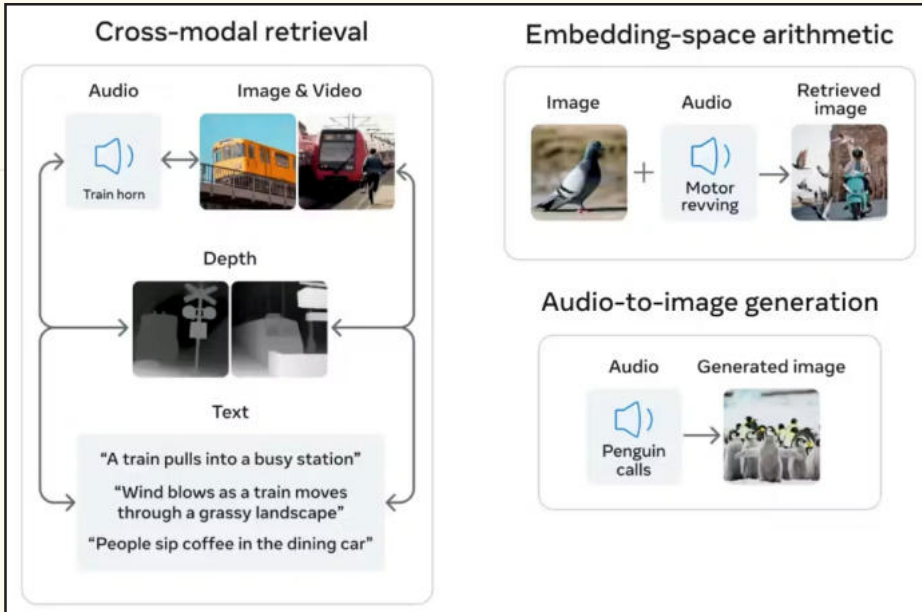 Cross-modal retrieval
Audio
Image & Video
Train horn
Depth
Text
“A train pulls into a busy station”
“Wind blows as a train moves
through a grassy landscape”
“People sip coffee in the dining car”
Embedding-space arithmetic
Image
Audio
Retrieved
image
+
Motor
revving
Audio-to-image generation
Audio
Generated image
Penguin
calls